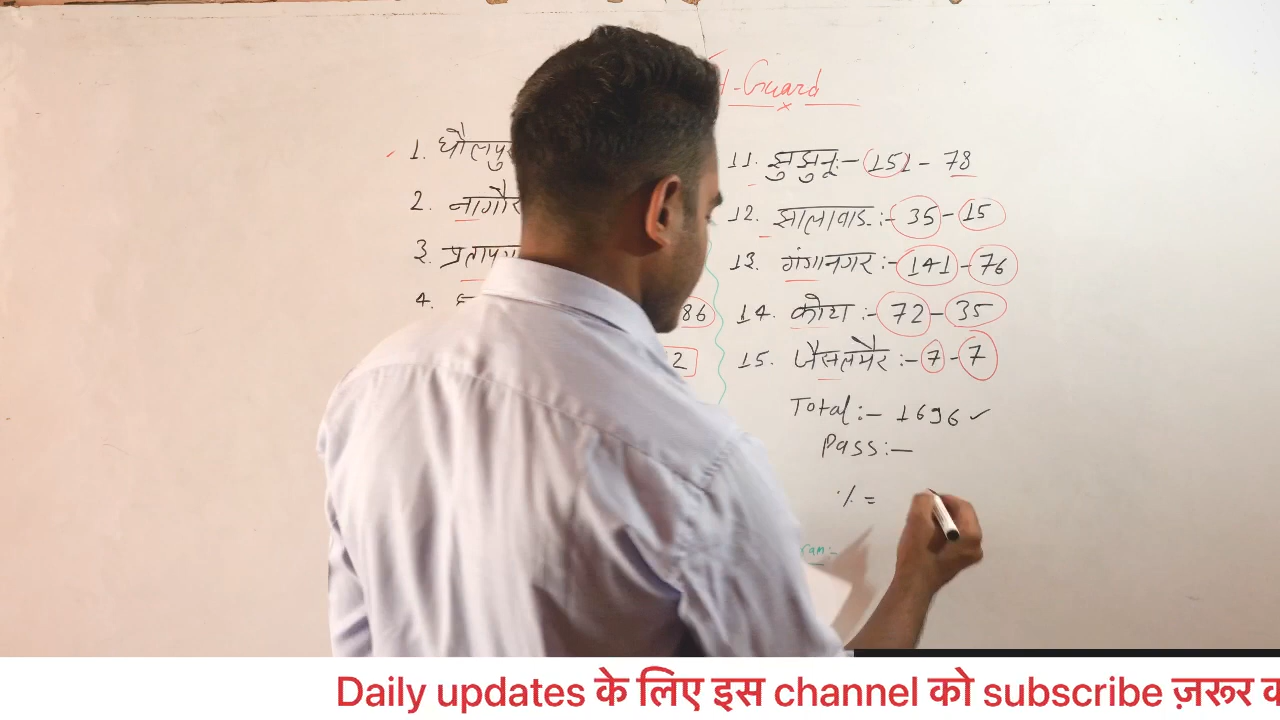 -Guard
1. धौलपु
2. नागौर
3. प्रतापग
4.
86
2
11. झुझुनू:- 151 - 78
12. झालावाड़:- 35 - 15
13. गंगानगर:- 141 - 76
14. कोटा:- 72 - 35
15. जैसलमैर:- 7 - 7
Total:- 1696 ✓
Pass:-
% =
ram:-
Daily updates के लिए इस channel को subscribe ज़रूर क